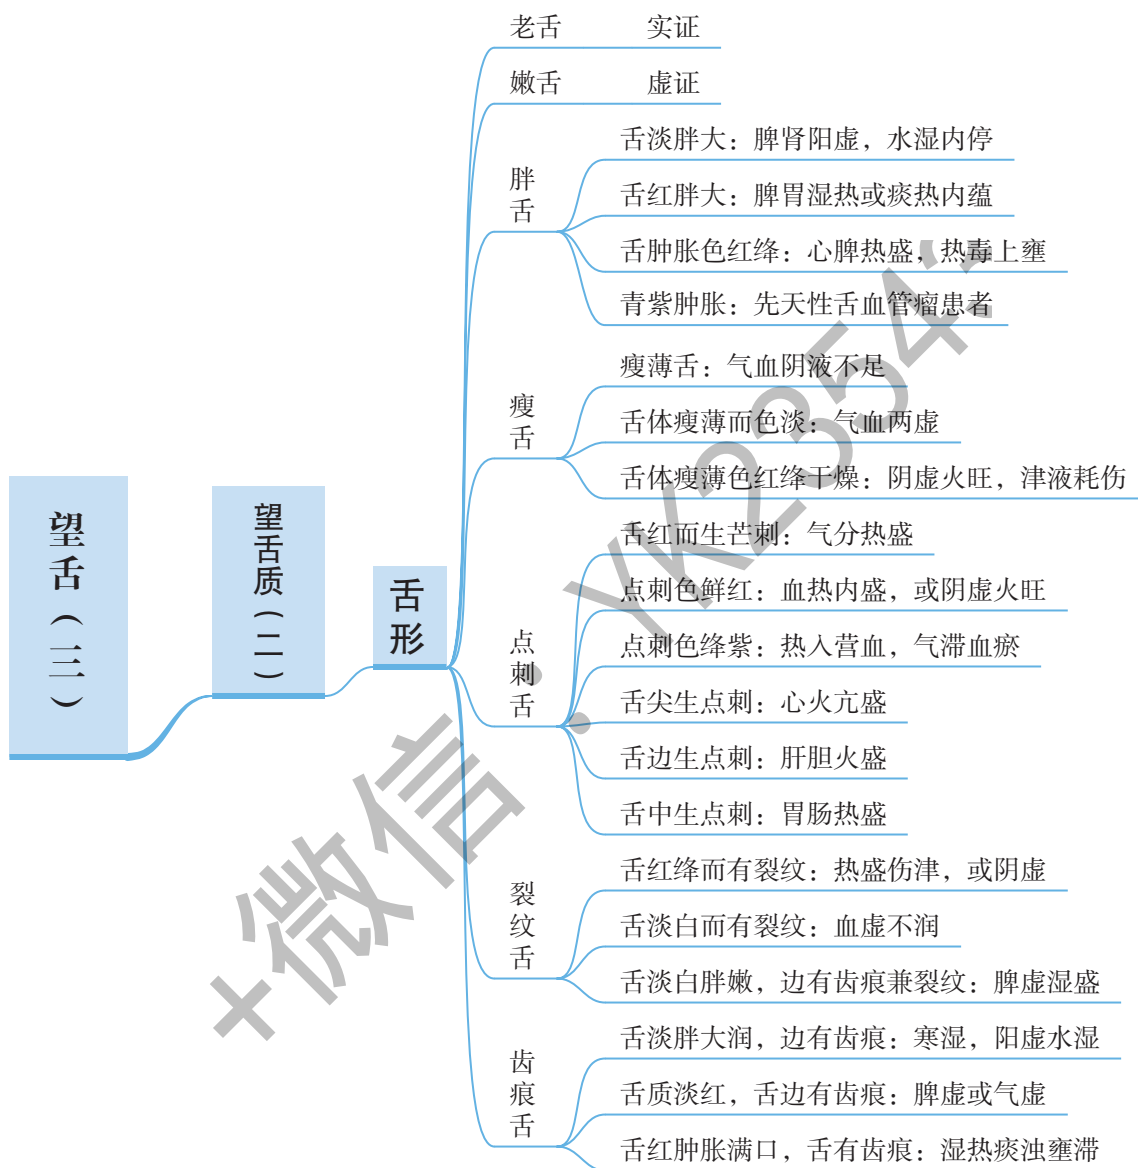 望舌（三）
望舌质（二）
舌形
老舌 实证
嫩舌 虚证
胖舌
舌淡胖大：脾肾阳虚，水湿内停
舌红胖大：脾胃湿热或痰热内蕴
舌肿胀色红绛：心脾热盛，热毒上壅
青紫肿胀：先天性舌血管瘤患者
瘦舌
瘦薄舌：气血阴液不足
舌体瘦薄而色淡：气血两虚
舌体瘦薄色红绛干燥：阴虚火旺，津液耗伤
点刺舌
舌红而生芒刺：气分热盛
点刺色鲜红：血热内盛，或阴虚火旺
点刺色绛紫：热入营血，气滞血瘀
舌尖生点刺：心火亢盛
舌边生点刺：肝胆火盛
舌中生点刺：胃肠热盛
裂纹舌
舌红绛而有裂纹：热盛伤津，或阴虚
舌淡白而有裂纹：血虚不润
舌淡白胖嫩，边有齿痕兼裂纹：脾虚湿盛
齿痕舌
舌淡胖大润，边有齿痕：寒湿，阳虚水湿
舌质淡红，舌边有齿痕：脾虚或气虚
舌红肿胀满口，舌有齿痕：湿热痰浊壅滞
+微信：YK2354